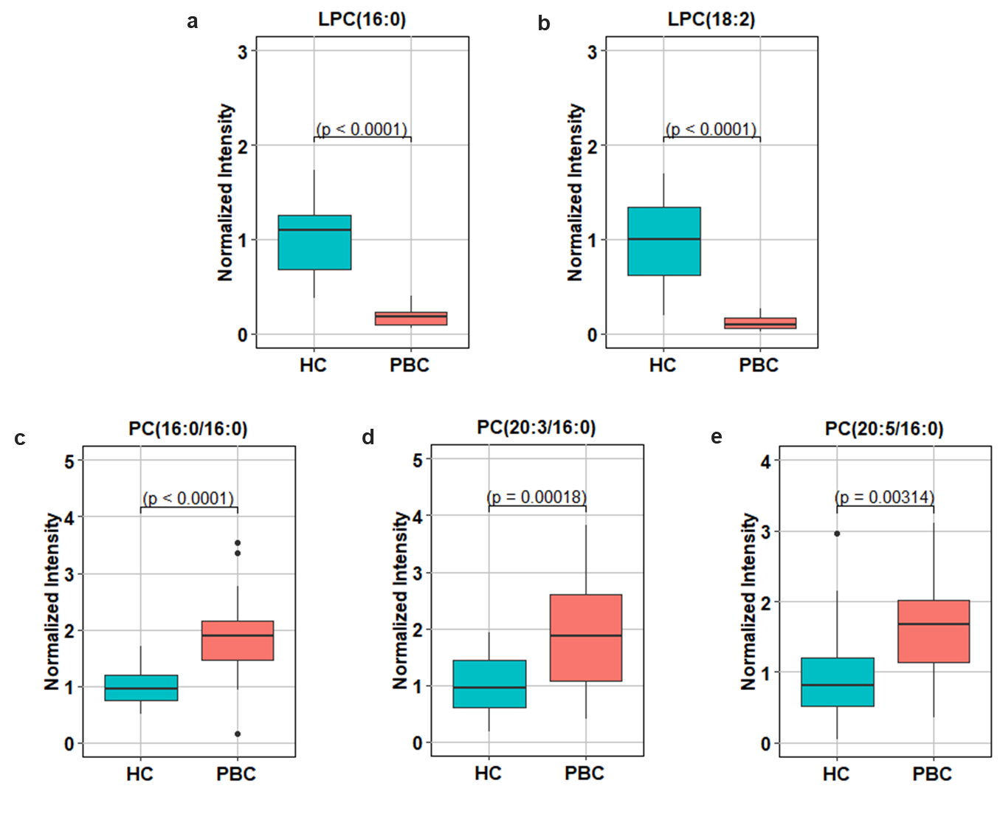 a
LPC(16:0)
3
2
1
0
Normalized Intensity
(p < 0.0001)
HC
PBC
b
LPC(18:2)
3
2
1
0
Normalized Intensity
(p < 0.0001)
HC
PBC
c
PC(16:0/16:0)
5
4
3
2
1
0
Normalized Intensity
(p < 0.0001)
HC
PBC
d
PC(20:3/16:0)
5
4
3
2
1
0
Normalized Intensity
(p = 0.00018)
HC
PBC
e
PC(20:5/16:0)
4
3
2
1
0
Normalized Intensity
(p = 0.00314)
HC
PBC